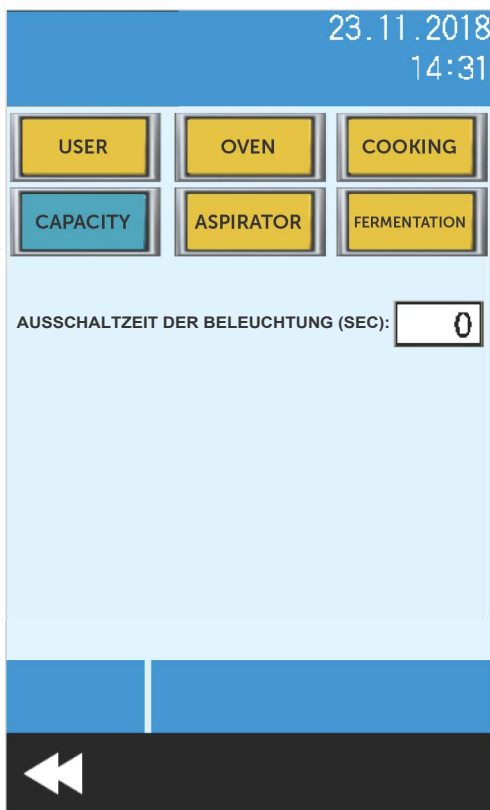 23.11.2018
14:31
USER OVEN COOKING
CAPACITY ASPIRATOR FERMENTATION
AUSSCHALTZEIT DER BELEUCHTUNG (SEC): 0